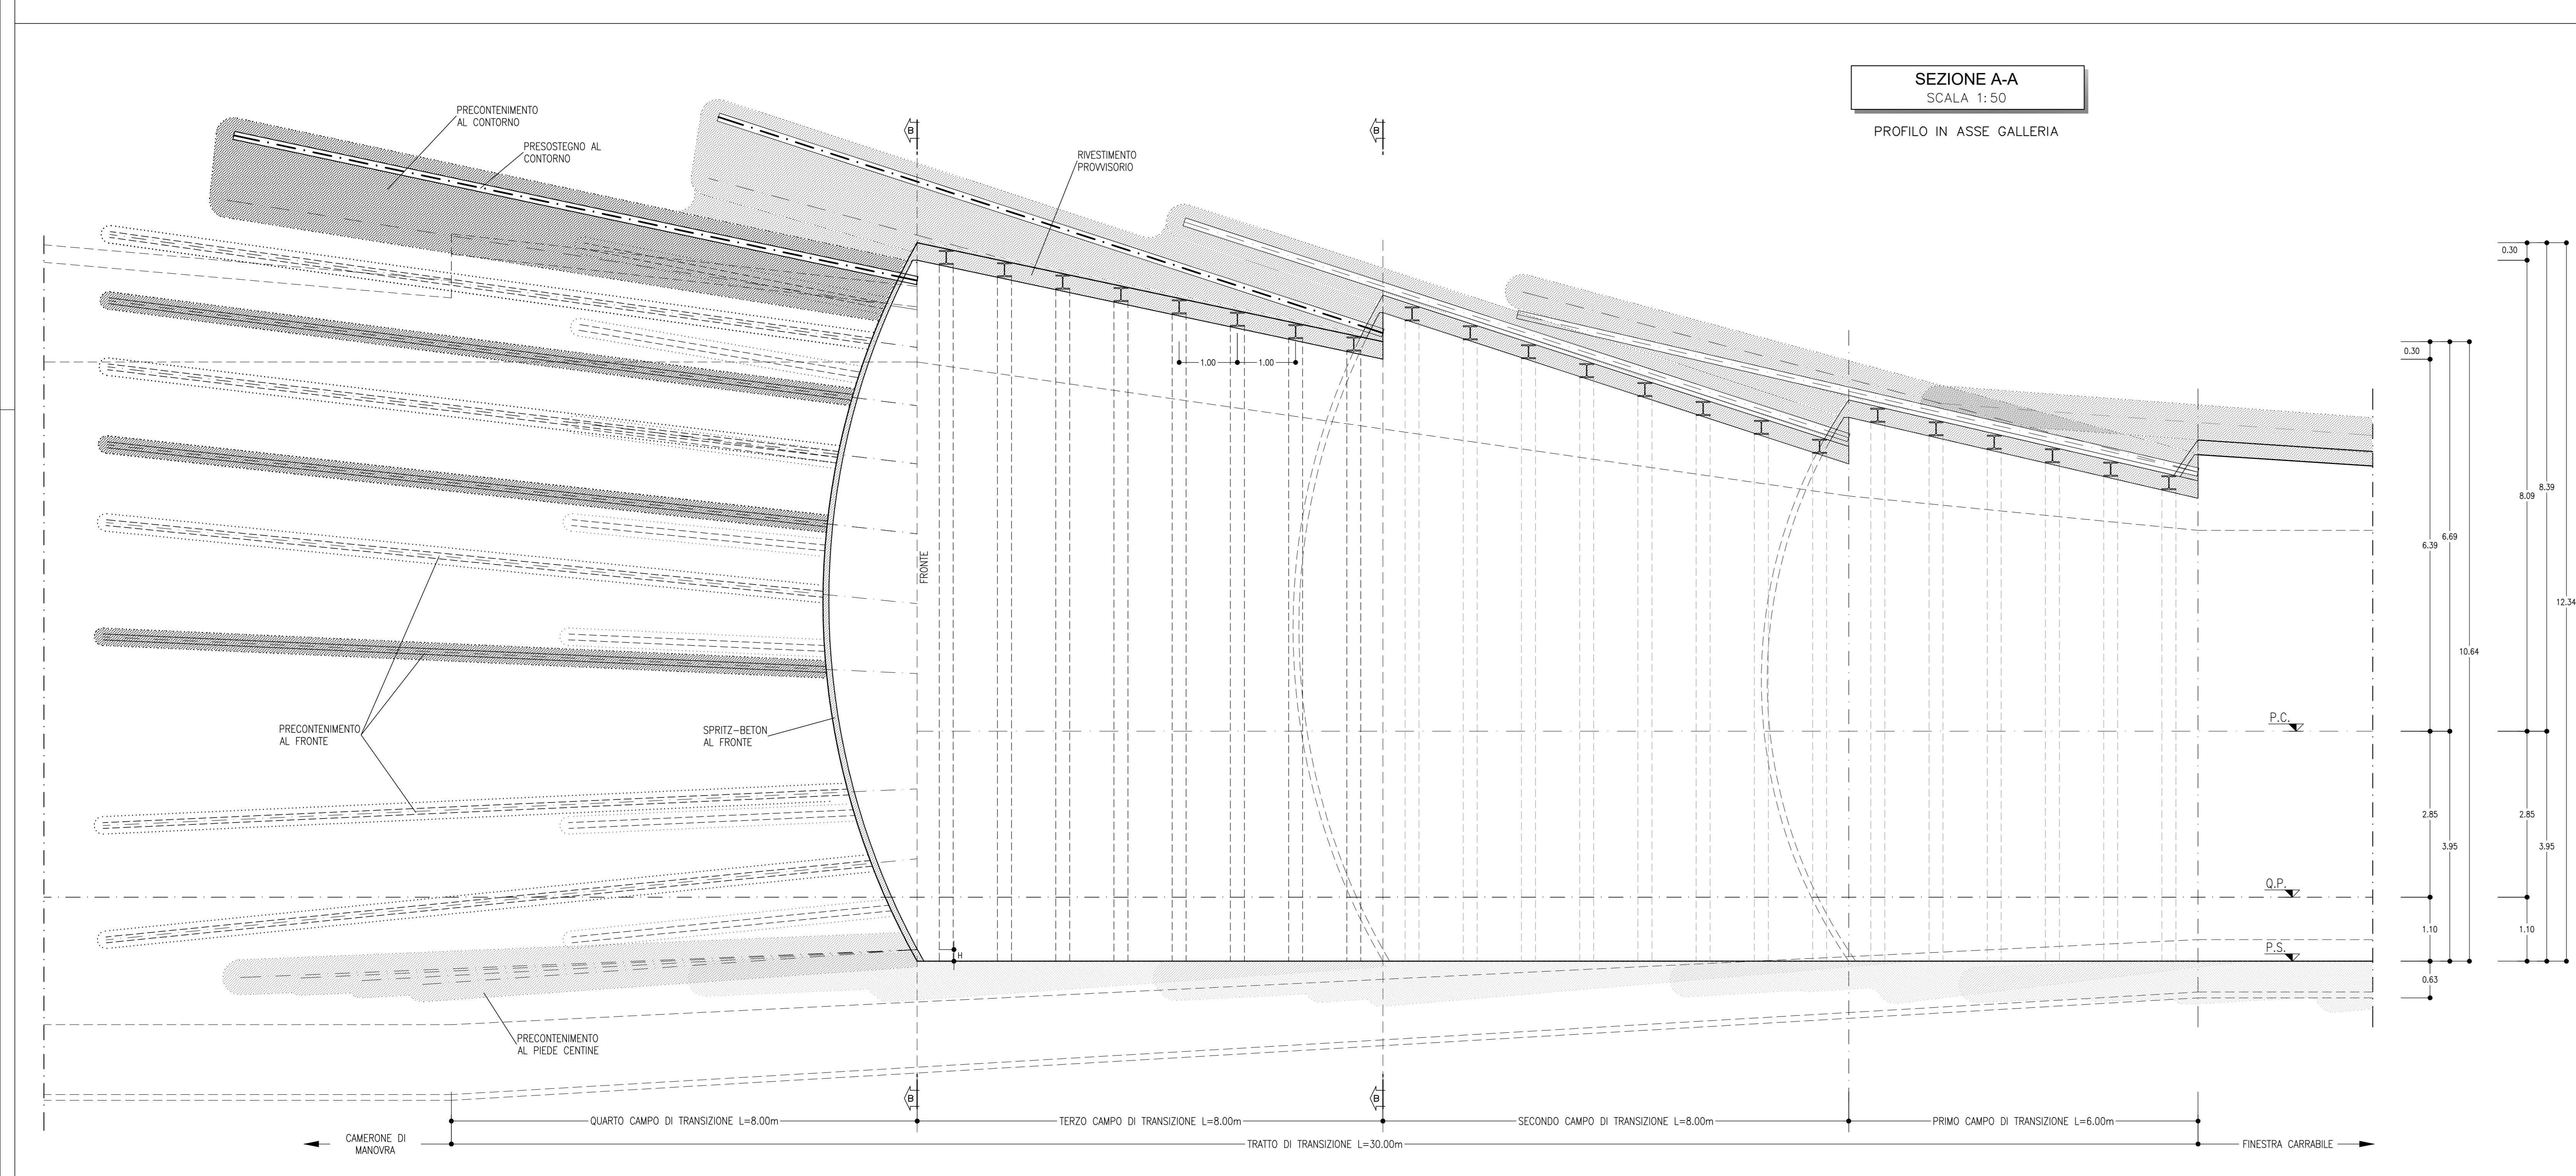 SEZIONE A-A
SCALA 1:50
PROFILO IN ASSE GALLERIA
PRECONTENIMENTO
AL CONTORNO
PRESOSTEGNO AL
CONTORNO
B
B
RIVESTIMENTO
PROVVISORIO
1.00
1.00
FRONTE
PRECONTENIMENTO
AL FRONTE
SPRITZ-BETON
AL FRONTE
H
PRECONTENIMENTO
AL PIEDE CENTINE
P.C.
Q.P.
P.S.
0.30
6.39
6.69
10.64
2.85
3.95
1.10
0.63
0.30
8.09
8.39
12.34
2.85
3.95
1.10
B
B
QUARTO CAMPO DI TRANSIZIONE L=8.00m
TERZO CAMPO DI TRANSIZIONE L=8.00m
SECONDO CAMPO DI TRANSIZIONE L=8.00m
PRIMO CAMPO DI TRANSIZIONE L=6.00m
CAMERONE DI
MANOVRA
TRATTO DI TRANSIZIONE L=30.00m
FINESTRA CARRABILE